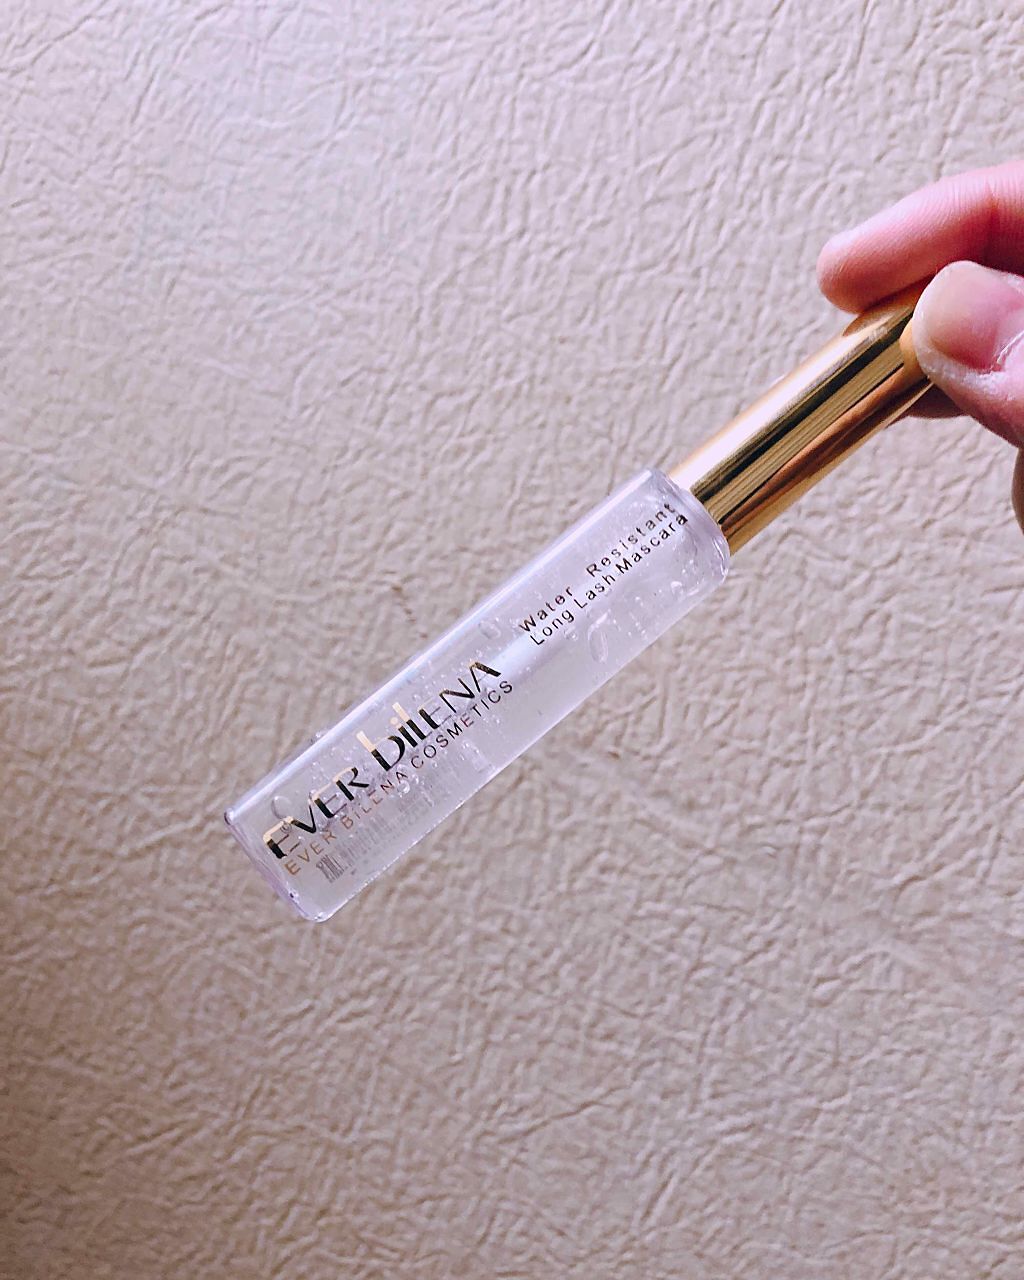 EVER bilENA
EVER BILENA COSMETICS
Water Resistant
Long Lash Mascara